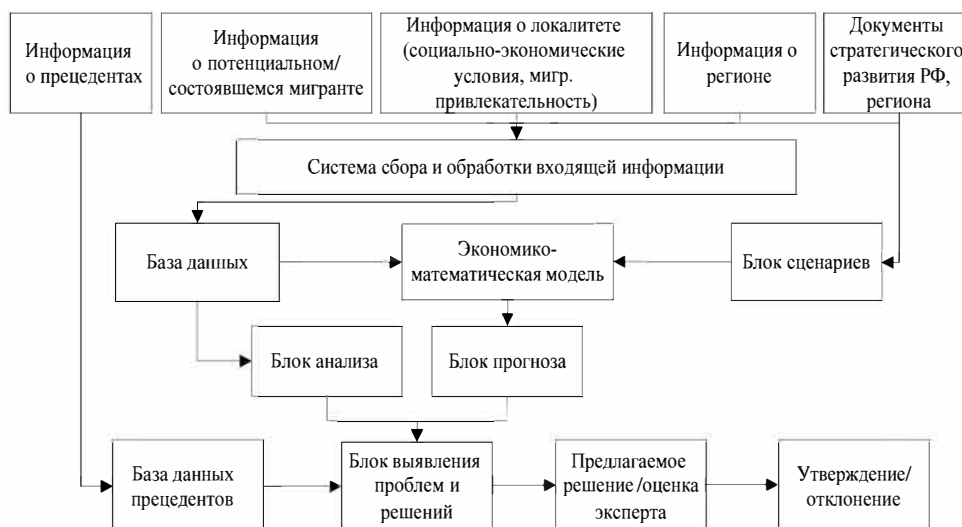 Информация
о прецедентах
Информация
о потенциальном/
состоявшемся мигранте
Информация о локалитете
(социально-экономические
условия, мигр.
привлекательность)
Информация о
регионе
Документы
стратегического
развития РФ,
региона
Система сбора и обработки входящей информации
База данных
Экономико-
математическая модель
Блок сценариев
Блок анализа
Блок прогноза
База данных
прецедентов
Блок выявления
проблем и
решений
Предлагаемое
решение/оценка
эксперта
Утверждение/
отклонение